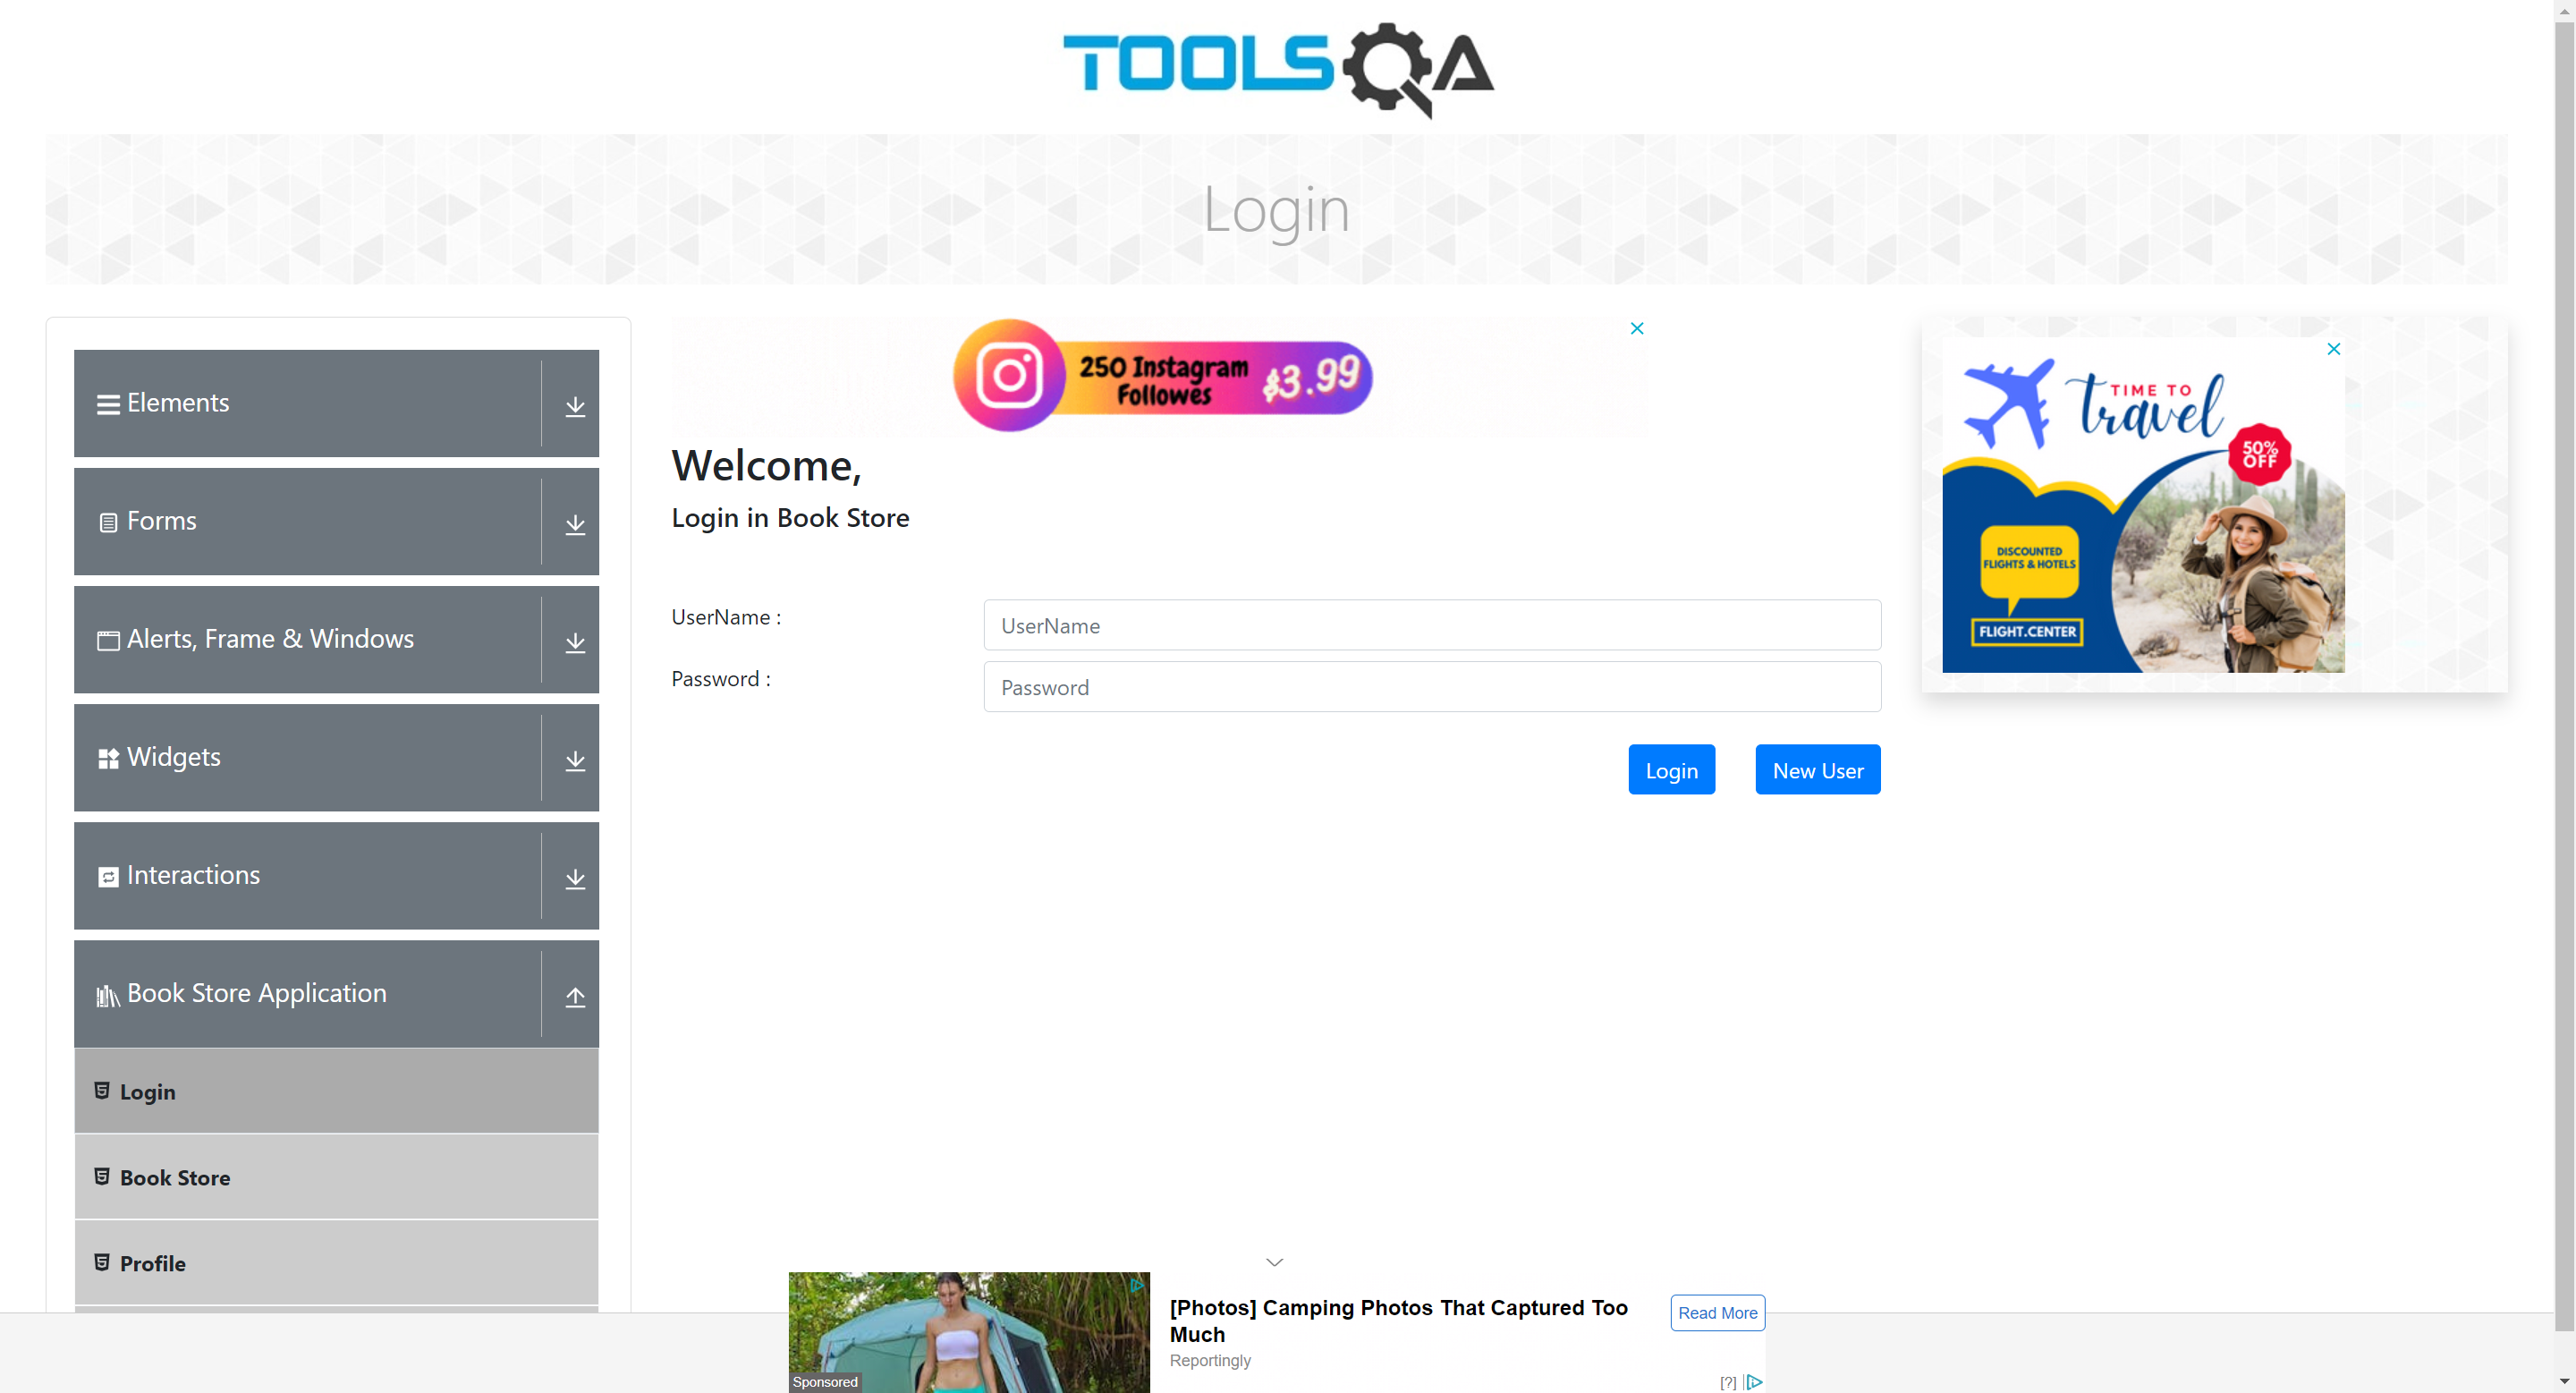 TOOLSQA
Login
Elements
Forms
Alerts, Frame & Windows
Widgets
Interactions
Book Store Application
Login
Book Store
Profile
250 Instagram
Followes
$3.99
Welcome,
Login in Book Store
UserName :
UserName
Password :
Password
Login
New User
TIME TO
travel
50%
OFF
DISCOUNTED
FLIGHTS & HOTELS
FLIGHT.CENTER
[Photos] Camping Photos That Captured Too
Much
Reportingly
Read More
Sponsored
[?]